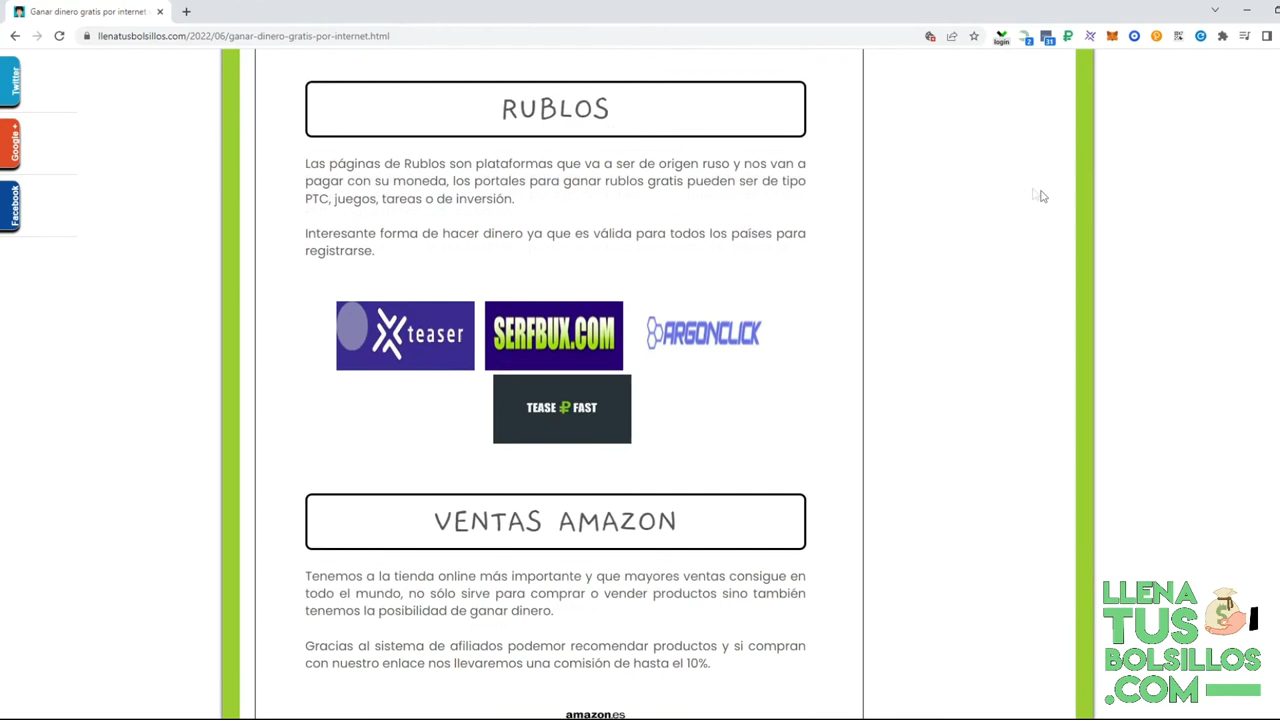 Ganar dinero gratis por internet
llenatusbolsillos.com/2022/06/ganar-dinero-gratis-por-internet.html
login
2
31
Twitter
Google +
Facebook
RUBLOS
Las páginas de Rublos son plataformas que va a ser de origen ruso y nos van a
pagar con su moneda, los portales para ganar rublos gratis pueden ser de tipo
PTC, juegos, tareas o de inversión.
Interesante forma de hacer dinero ya que es válida para todos los países para
registrarse.
teaser
SERFBUX.COM
ARGONCLICK
TEASE ₽ FAST
VENTAS AMAZON
Tenemos a la tienda online más importante y que mayores ventas consigue en
todo el mundo, no sólo sirve para comprar o vender productos sino también
tenemos la posibilidad de ganar dinero.
Gracias al sistema de afiliados podemor recomendar productos y si compran
con nuestro enlace nos llevaremos una comisión de hasta el 10%.
amazon.es
LLENA
TUS
BOLSILLOS
.COM